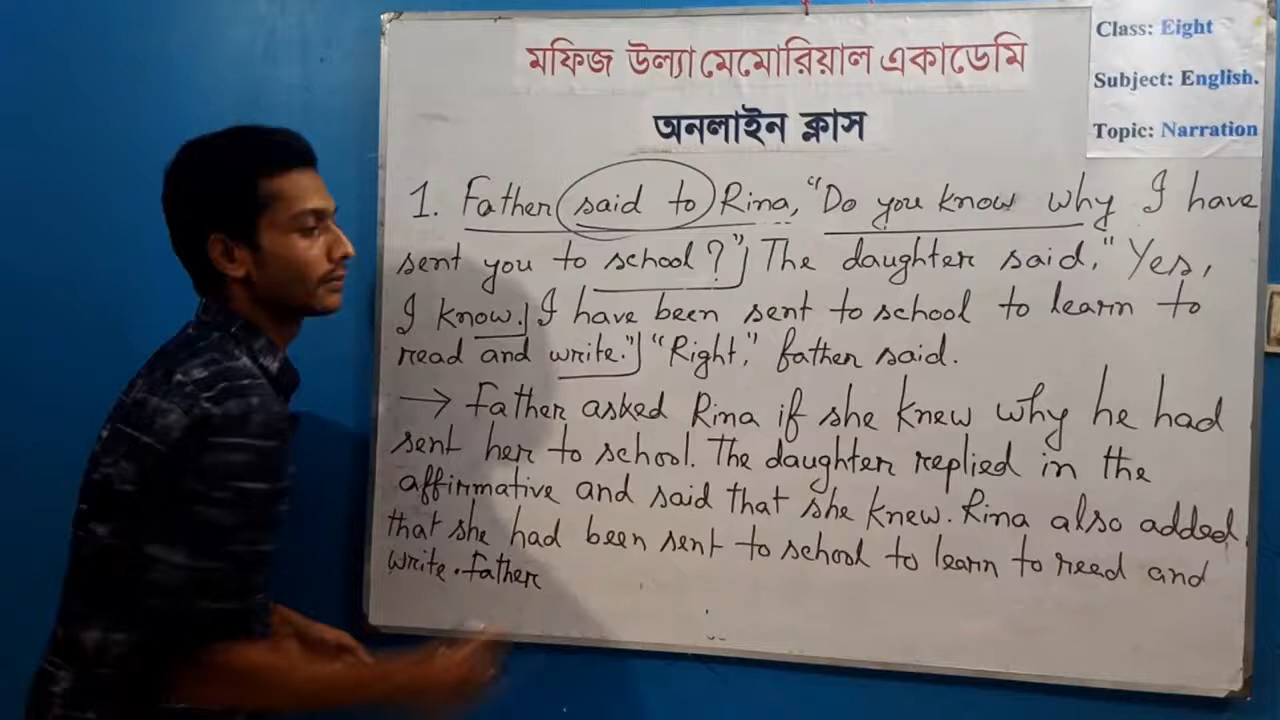 মফিজ উল্যা মেমোরিয়াল একাডেমি
অনলাইন ক্লাস
Class: Eight
Subject: English.
Topic: Narration
1. Father said to Rina, "Do you know why I have
sent you to school?" The daughter said, "Yes,
I know. I have been sent to school to learn to
read and write." "Right," father said.
→ Father asked Rina if she knew why he had
sent her to school. The daughter replied in the
affirmative and said that she knew. Rina also added
that she had been sent to school to learn to read and
write. Father